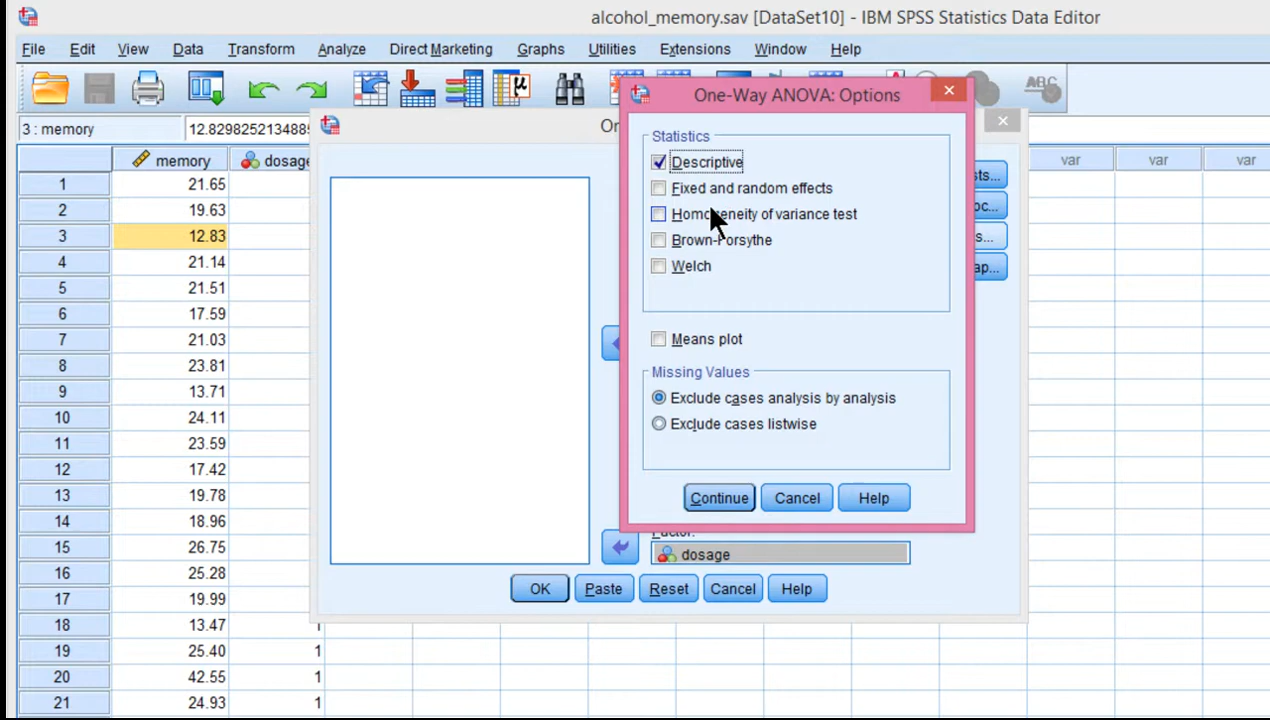 alcohol_memory.sav [DataSet10] - IBM SPSS Statistics Data Editor
File Edit View Data Transform Analyze Direct Marketing Graphs Utilities Extensions Window Help
3 : memory
memory dosage var var var
1 21.65
2 19.63
3 12.83
4 21.14
5 21.51
6 17.59
7 21.03
8 23.81
9 13.71
10 24.11
11 23.59
12 17.42
13 19.78
14 18.96
15 26.75
16 25.28
17 19.99
18 13.47
19 25.40 1
20 42.55 1
21 24.93 1
One-Way ANOVA: Options
Statistics
Descriptive
Fixed and random effects
Homogeneity of variance test
Brown-Forsythe
Welch
Means plot
Missing Values
Exclude cases analysis by analysis
Exclude cases listwise
Continue Cancel Help
Factor:
dosage
OK Paste Reset Cancel Help